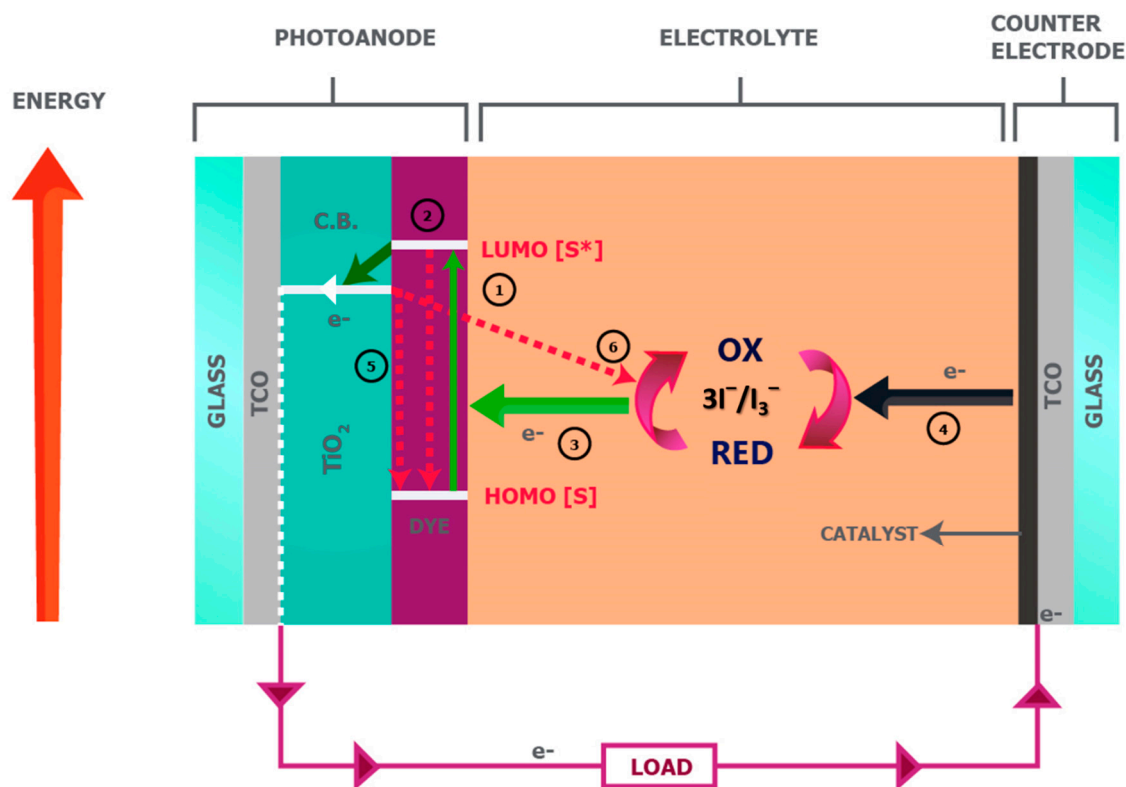 PHOTOANODE
ELECTROLYTE
COUNTER
ELECTRODE
ENERGY
C.B.
②
LUMO [S*]
①
e-
⑤
⑥
OX
3I⁻/I₃⁻
RED
e-
④
e-
③
GLASS
TCO
TiO₂
HOMO [S]
DYE
CATALYST
TCO
GLASS
e-
e-
LOAD